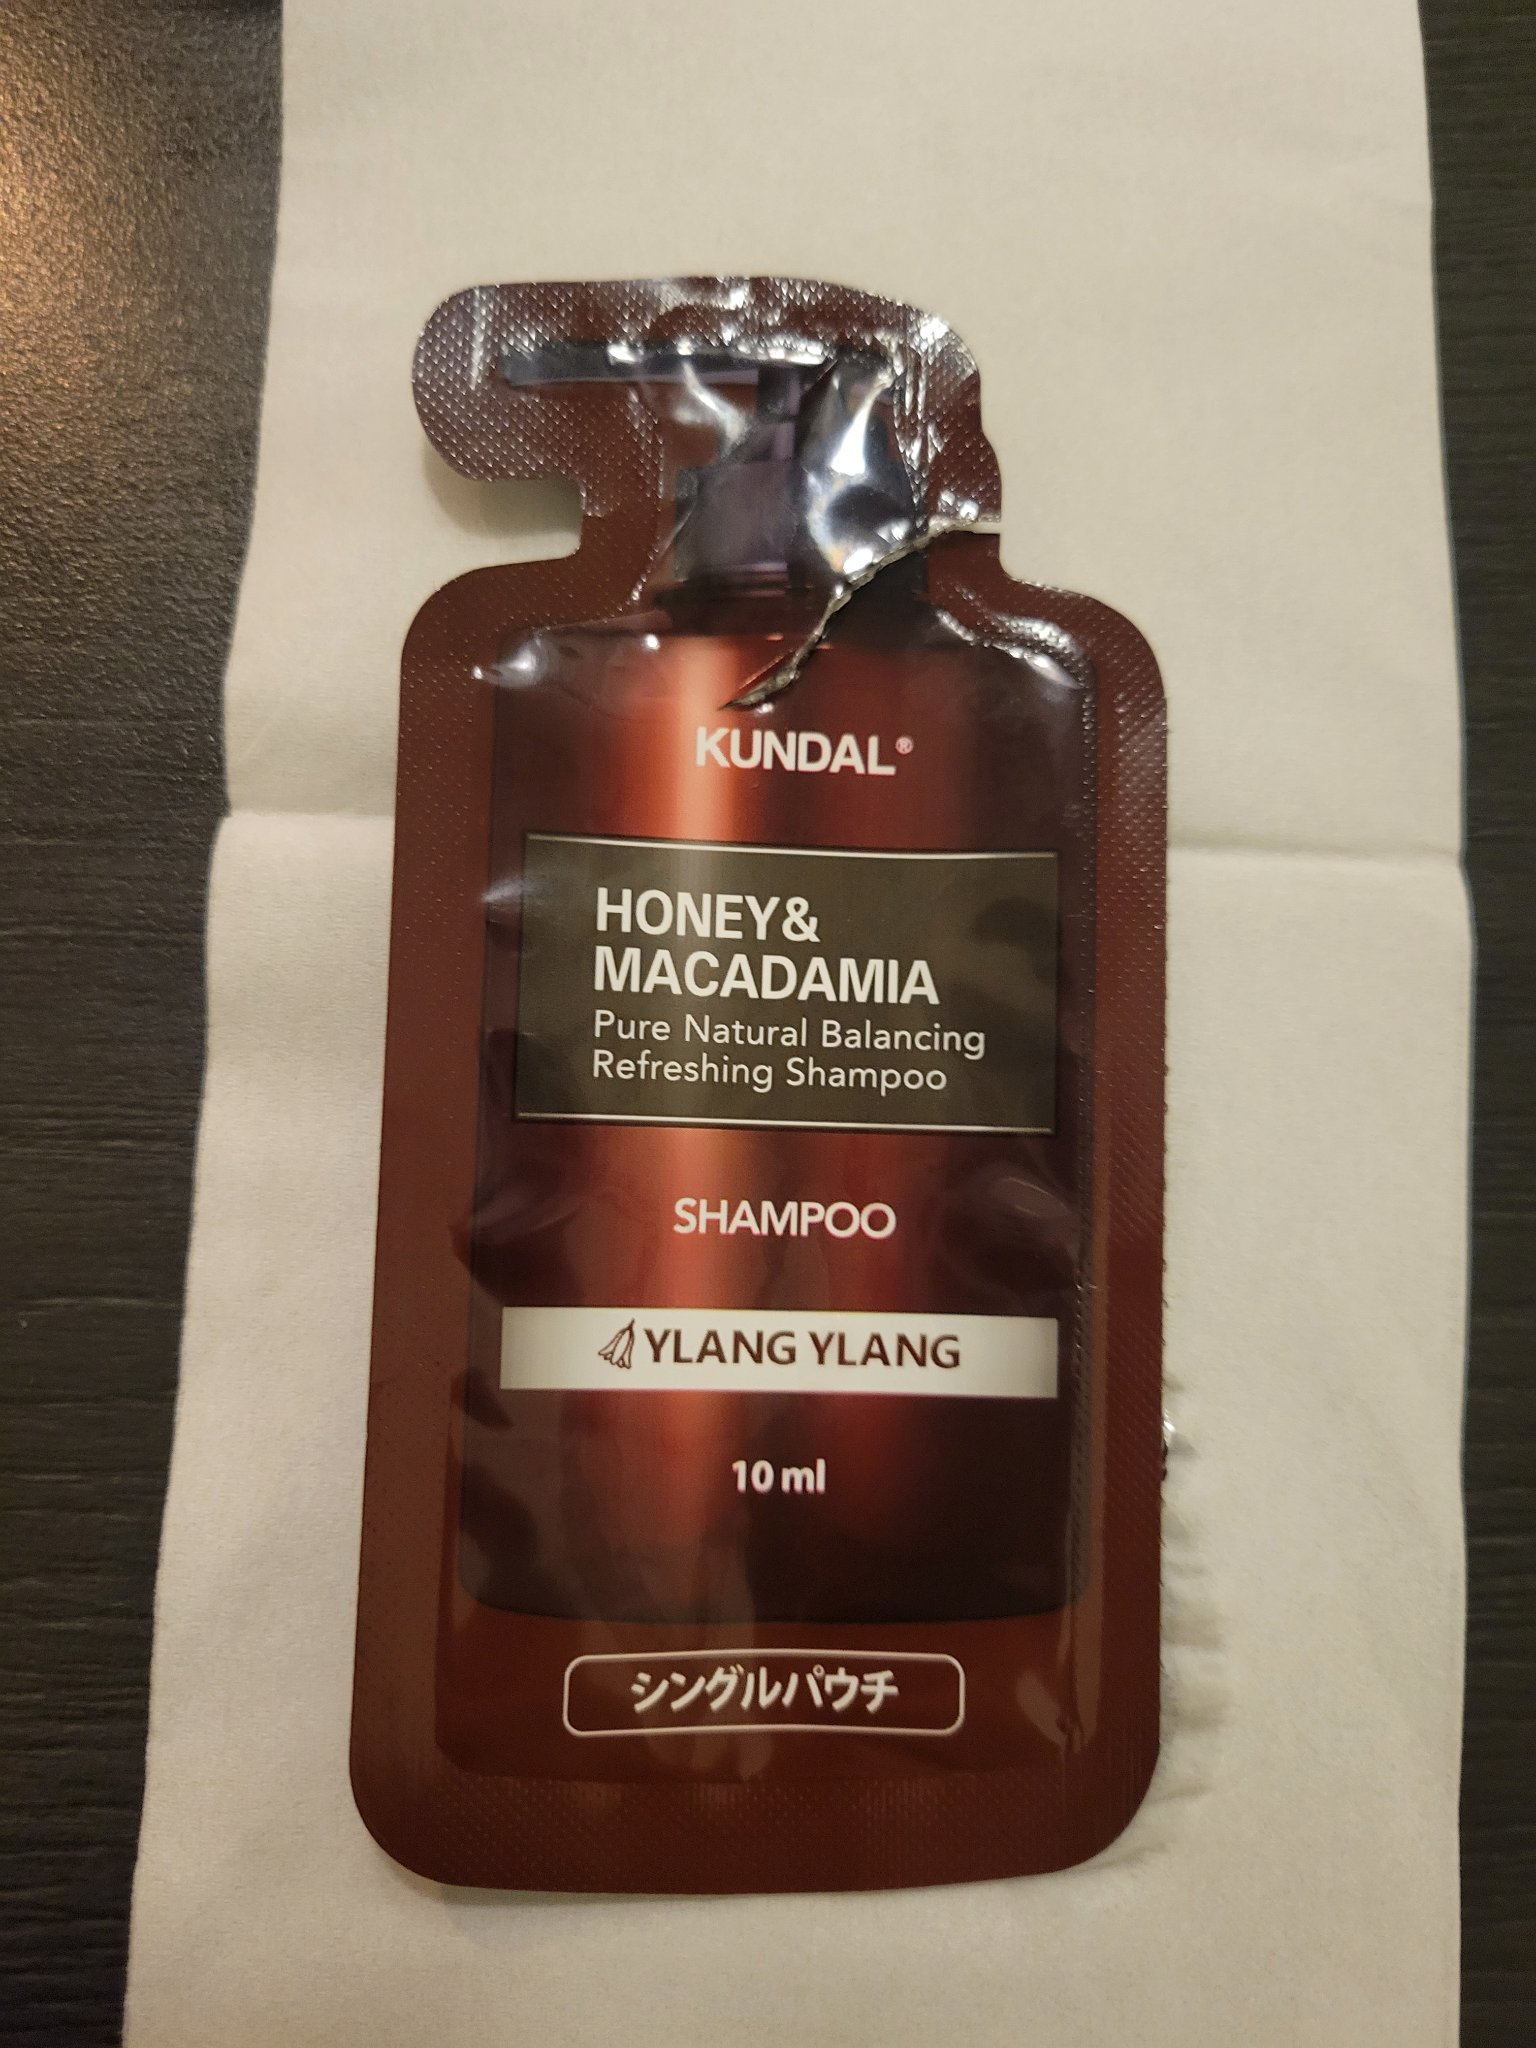 KUNDAL®
HONEY&
MACADAMIA
Pure Natural Balancing
Refreshing Shampoo
SHAMPOO
YLANG YLANG
10 ml
シングルパウチ